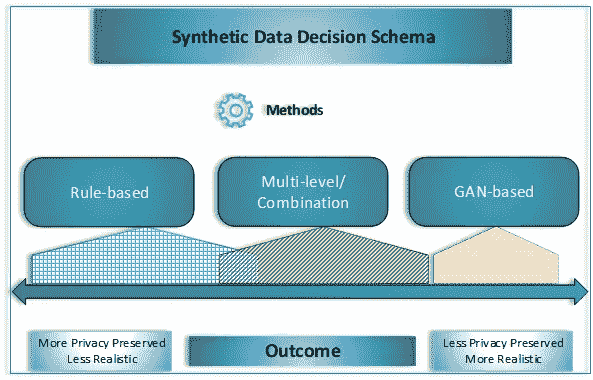 Synthetic Data Decision Schema
Methods
Rule-based
Multi-level/
Combination
GAN-based
More Privacy Preserved
Less Realistic
Outcome
Less Privacy Preserved
More Realistic